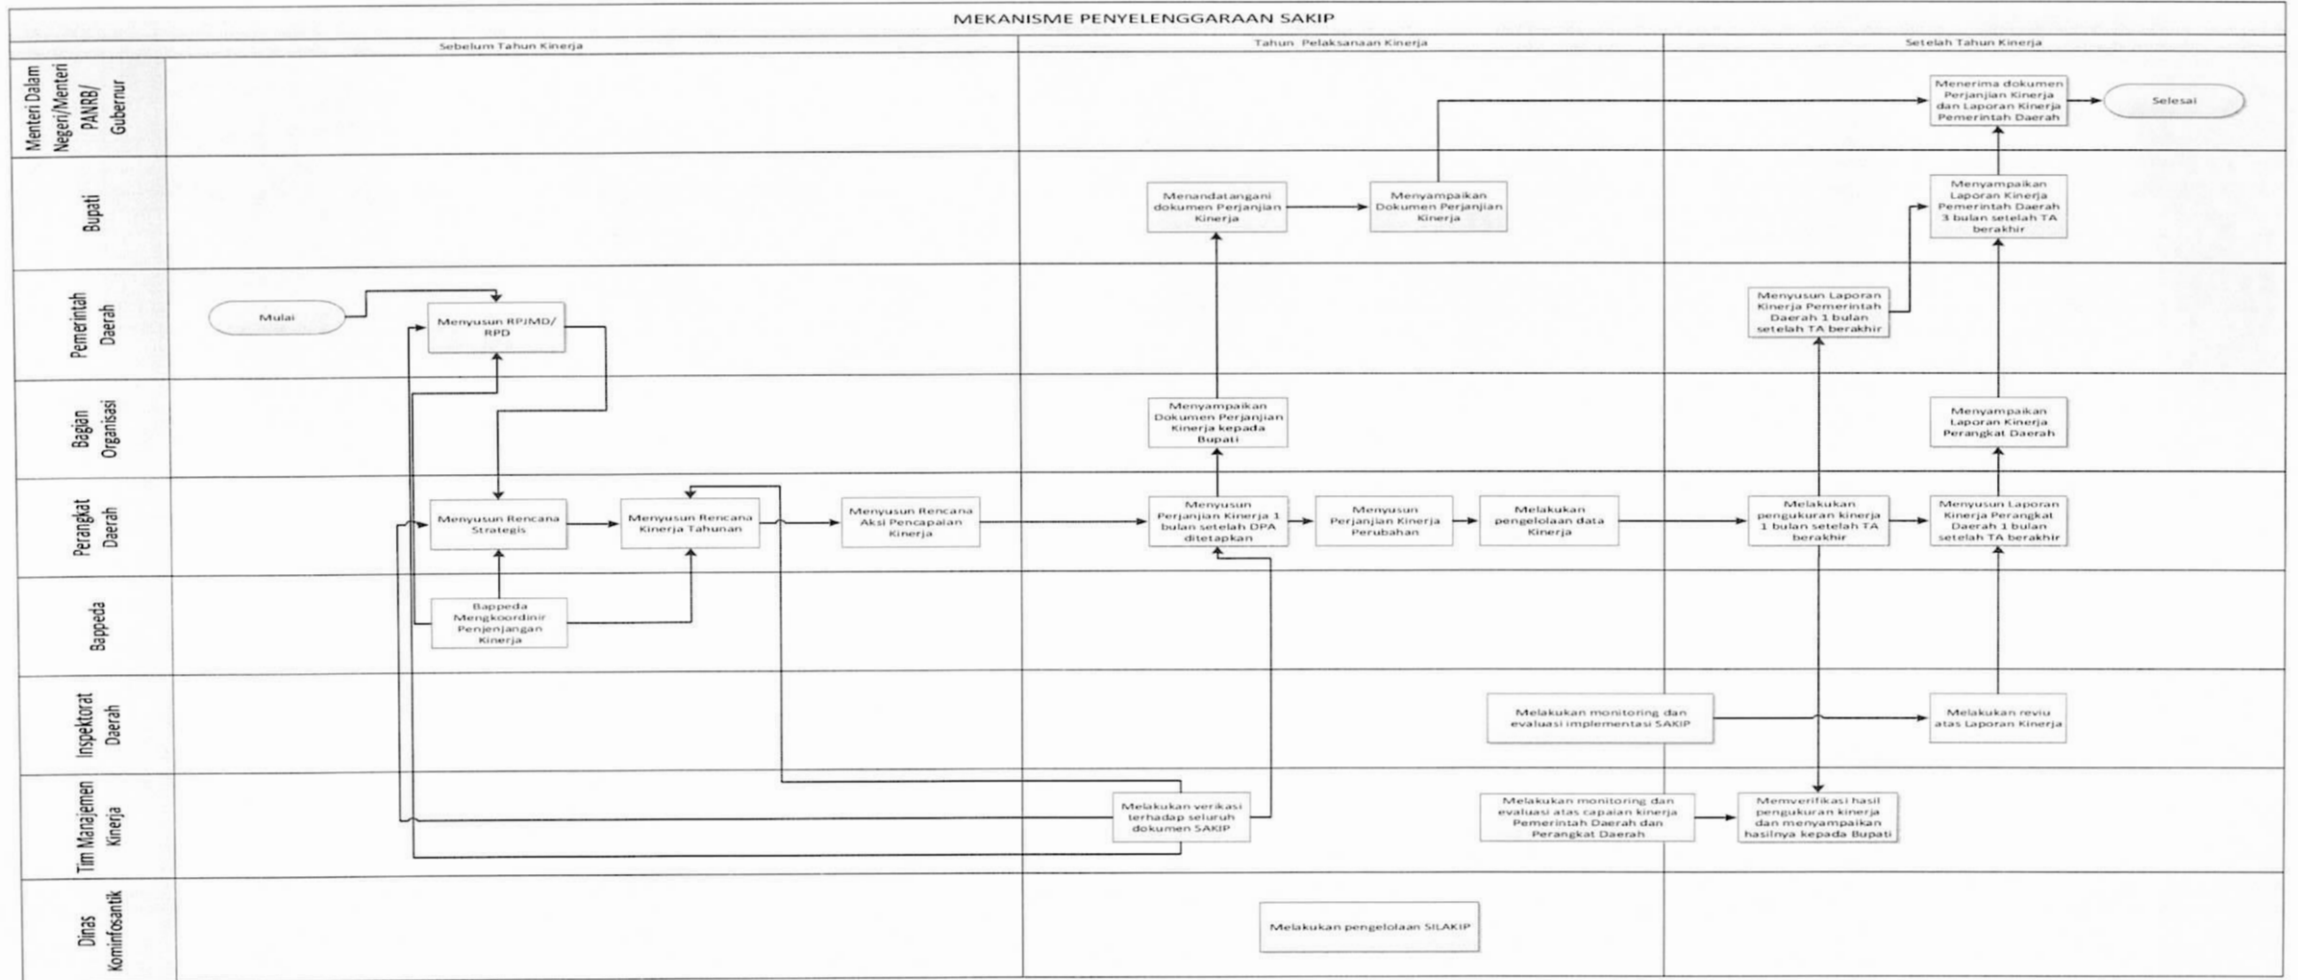 MEKANISME PENYELENGGARAAN SAKIP
Sebelum Tahun Kinerja
Tahun Pelaksanaan Kinerja
Setelah Tahun Kinerja
Menteri Dalam
Negeri/Menteri
PANRB/
Gubernur
Menerima dokumen
Perjanjian Kinerja
dan Laporan Kinerja
Pemerintah Daerah
Selesai
Bupati
Menandatangani
dokumen Perjanjian
Kinerja
Menyampaikan
Dokumen Perjanjian
Kinerja
Menyampaikan
Laporan Kinerja
Pemerintah Daerah
3 bulan setelah TA
berakhir
Pemerintah
Daerah
Mulai
Menyusun RPJMD/
RPD
Menyusun Laporan
Kinerja Pemerintah
Daerah 1 bulan
setelah TA berakhir
Bagian
Organisasi
Menyampaikan
Dokumen Perjanjian
Kinerja kepada
Bupati
Menyampaikan
Laporan Kinerja
Perangkat Daerah
Perangkat
Daerah
Menyusun Rencana
Strategis
Menyusun Rencana
Kinerja Tahunan
Menyusun Rencana
Aksi Pencapaian
Kinerja
Menyusun
Perjanjian Kinerja 1
bulan setelah DPA
ditetapkan
Menyusun
Perjanjian Kinerja
Perubahan
Melakukan
pengelolaan data
Kinerja
Melakukan
pengukuran kinerja
1 bulan setelah TA
berakhir
Menyusun Laporan
Kinerja Perangkat
Daerah 1 bulan
setelah TA berakhir
Bappeda
Bappeda
Mengkoordinir
Penjenjangan
Kinerja
Inspektorat
Daerah
Melakukan monitoring dan
evaluasi implementasi SAKIP
Melakukan reviu
atas Laporan Kinerja
Tim Manajemen
Kinerja
Melakukan verikasi
terhadap seluruh
dokumen SAKIP
Melakukan monitoring dan
evaluasi atas capaian kinerja
Pemerintah Daerah dan
Perangkat Daerah
Memverifikasi hasil
pengukuran kinerja
dan menyampaikan
hasilnya kepada Bupati
Dinas
Kominfosantik
Melakukan pengelolaan SILAKIP